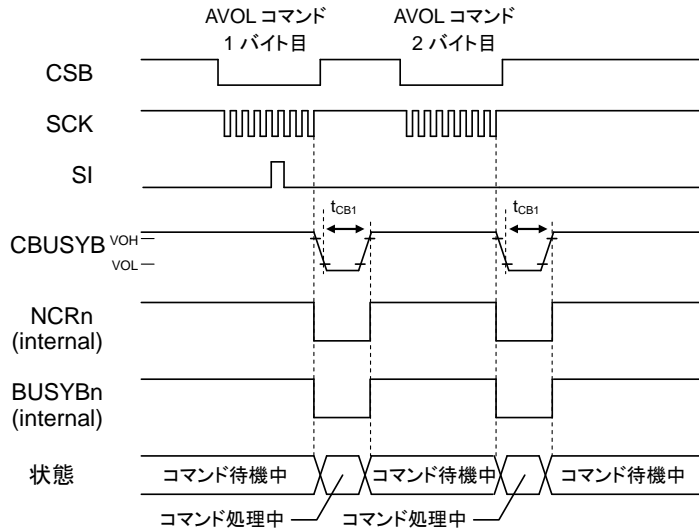 AVOL コマンド
1 バイト目
AVOL コマンド
2 バイト目
CSB
SCK
SI
tCB1
tCB1
CBUSYB
VOH
VOL
NCRn
(internal)
BUSYBn
(internal)
状態
コマンド待機中
コマンド待機中
コマンド待機中
コマンド処理中
コマンド処理中